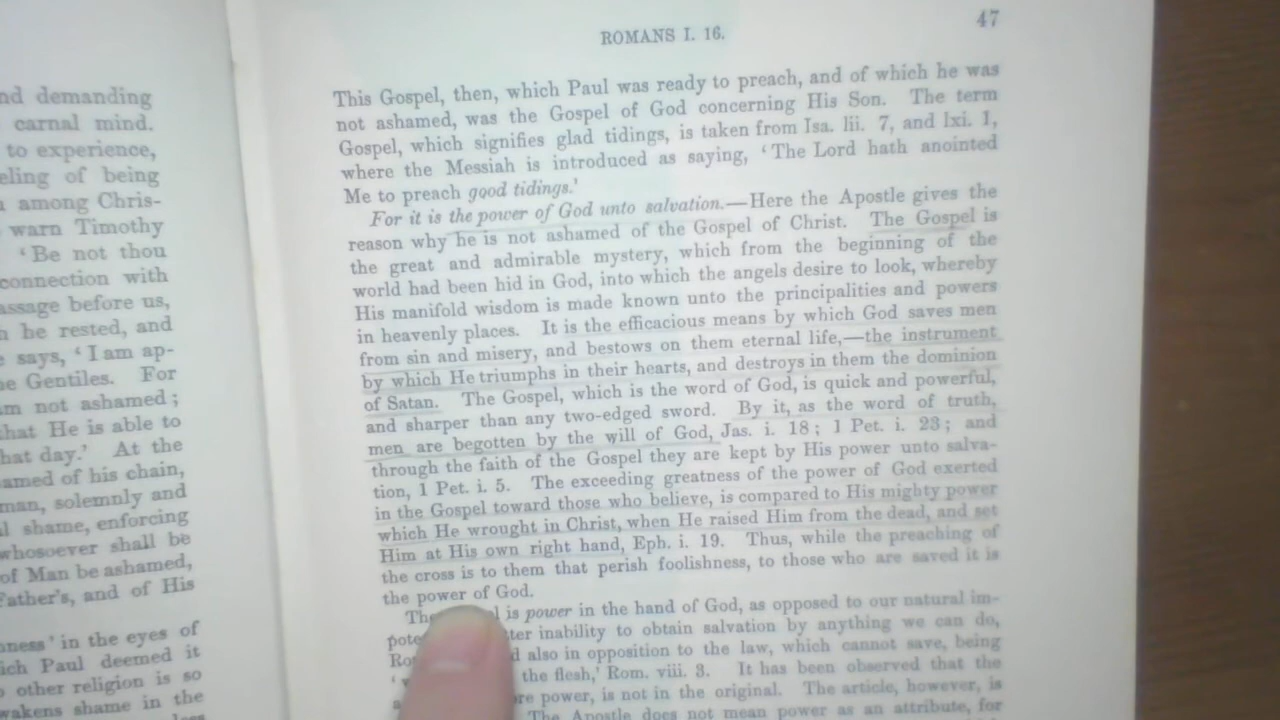 nd demanding
carnal mind.
to experience,
eling of being
among Chris-
warn Timothy
‘Be not thou
connection with
assage before us,
h he rested, and
says, ‘I am ap-
he Gentiles. For
m not ashamed;
hat He is able to
hat day.’ At the
amed of his chain,
man, solemnly and
l shame, enforcing
whosoever shall be
of Man be ashamed,
Father's, and of His
ness’ in the eyes of
ich Paul deemed it
other religion is so
wakens shame in the
ROMANS I. 16.
47
This Gospel, then, which Paul was ready to preach, and of which he was
not ashamed, was the Gospel of God concerning His Son. The term
Gospel, which signifies glad tidings, is taken from Isa. lii. 7, and lxi. 1,
where the Messiah is introduced as saying, ‘The Lord hath anointed
Me to preach good tidings.’
For it is the power of God unto salvation.—Here the Apostle gives the
reason why he is not ashamed of the Gospel of Christ. The Gospel is
the great and admirable mystery, which from the beginning of the
world had been hid in God, into which the angels desire to look, whereby
His manifold wisdom is made known unto the principalities and powers
in heavenly places. It is the efficacious means by which God saves men
from sin and misery, and bestows on them eternal life,—the instrument
by which He triumphs in their hearts, and destroys in them the dominion
of Satan. The Gospel, which is the word of God, is quick and powerful,
and sharper than any two-edged sword. By it, as the word of truth,
men are begotten by the will of God, Jas. i. 18; 1 Pet. i. 23; and
through the faith of the Gospel they are kept by His power unto salva-
tion, 1 Pet. i. 5. The exceeding greatness of the power of God exerted
in the Gospel toward those who believe, is compared to His mighty power
which He wrought in Christ, when He raised Him from the dead, and set
Him at His own right hand, Eph. i. 19. Thus, while the preaching of
the cross is to them that perish foolishness, to those who are saved it is
the power of God.
is power in the hand of God, as opposed to our natural im-
inability to obtain salvation by anything we can do,
also in opposition to the law, which cannot save, being
the flesh,’ Rom. viii. 3. It has been observed that the
power, is not in the original. The article, however, is
The Apostle does not mean power as an attribute, for